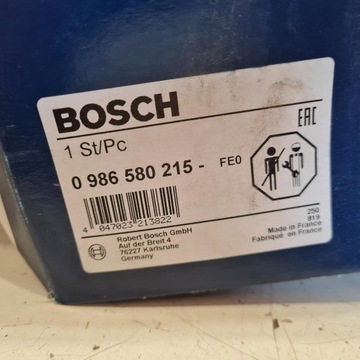 BOSCH
EAC
1 St/Pc
0 986 580 215 - FE0
4 047023 213822
Robert Bosch GmbH
Auf der Breit 4
76227 Karlsruhe
Germany
250
819
Made in France
Fabriqué en France